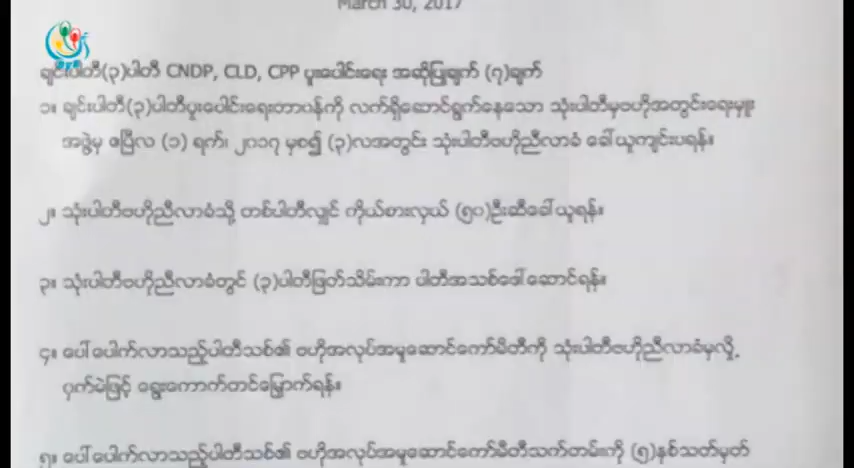 March 30, 2017
ချင်းပါတီ(၃)ပါတီ CNDP, CLD, CPP ပူးပေါင်းရေး အဆိုပြုချက် (၇)ချက်
၁။ ချင်းပါတီ(၃)ပါတီပူးပေါင်းရေးတာဝန်ကို လက်ရှိဆောင်ရွက်နေသော သုံးပါတီမှဗဟိုအတွင်းရေးမှူး
အဖွဲ့မှ ဧပြီလ (၁) ရက်၊ ၂၀၁၇ မှစ၍ (၃)လအတွင်း သုံးပါတီဗဟိုညီလာခံ ခေါ်ယူကျင်းပရန်။
၂။ သုံးပါတီဗဟိုညီလာခံသို့ တစ်ပါတီလျှင် ကိုယ်စားလှယ် (၅၀)ဦးဆီခေါ်ယူရန်။
၃။ သုံးပါတီဗဟိုညီလာခံတွင် (၃)ပါတီဖြတ်သိမ်းကာ ပါတီအသစ်ဖော်ဆောင်ရန်။
၄။ ပေါ်ပေါက်လာသည့်ပါတီသစ်၏ ဗဟိုအလုပ်အမှုဆောင်ကော်မီတီကို သုံးပါတီဗဟိုညီလာခံမှလျှို့
ဝှက်မဲဖြင့် ရွေးကောက်တင်မြှောက်ရန်။
၅။ ပေါ်ပေါက်လာသည့်ပါတီသစ်၏ ဗဟိုအလုပ်အမှုဆောင်ကော်မီတီသက်တမ်းကို (၅)နှစ်သတ်မှတ်